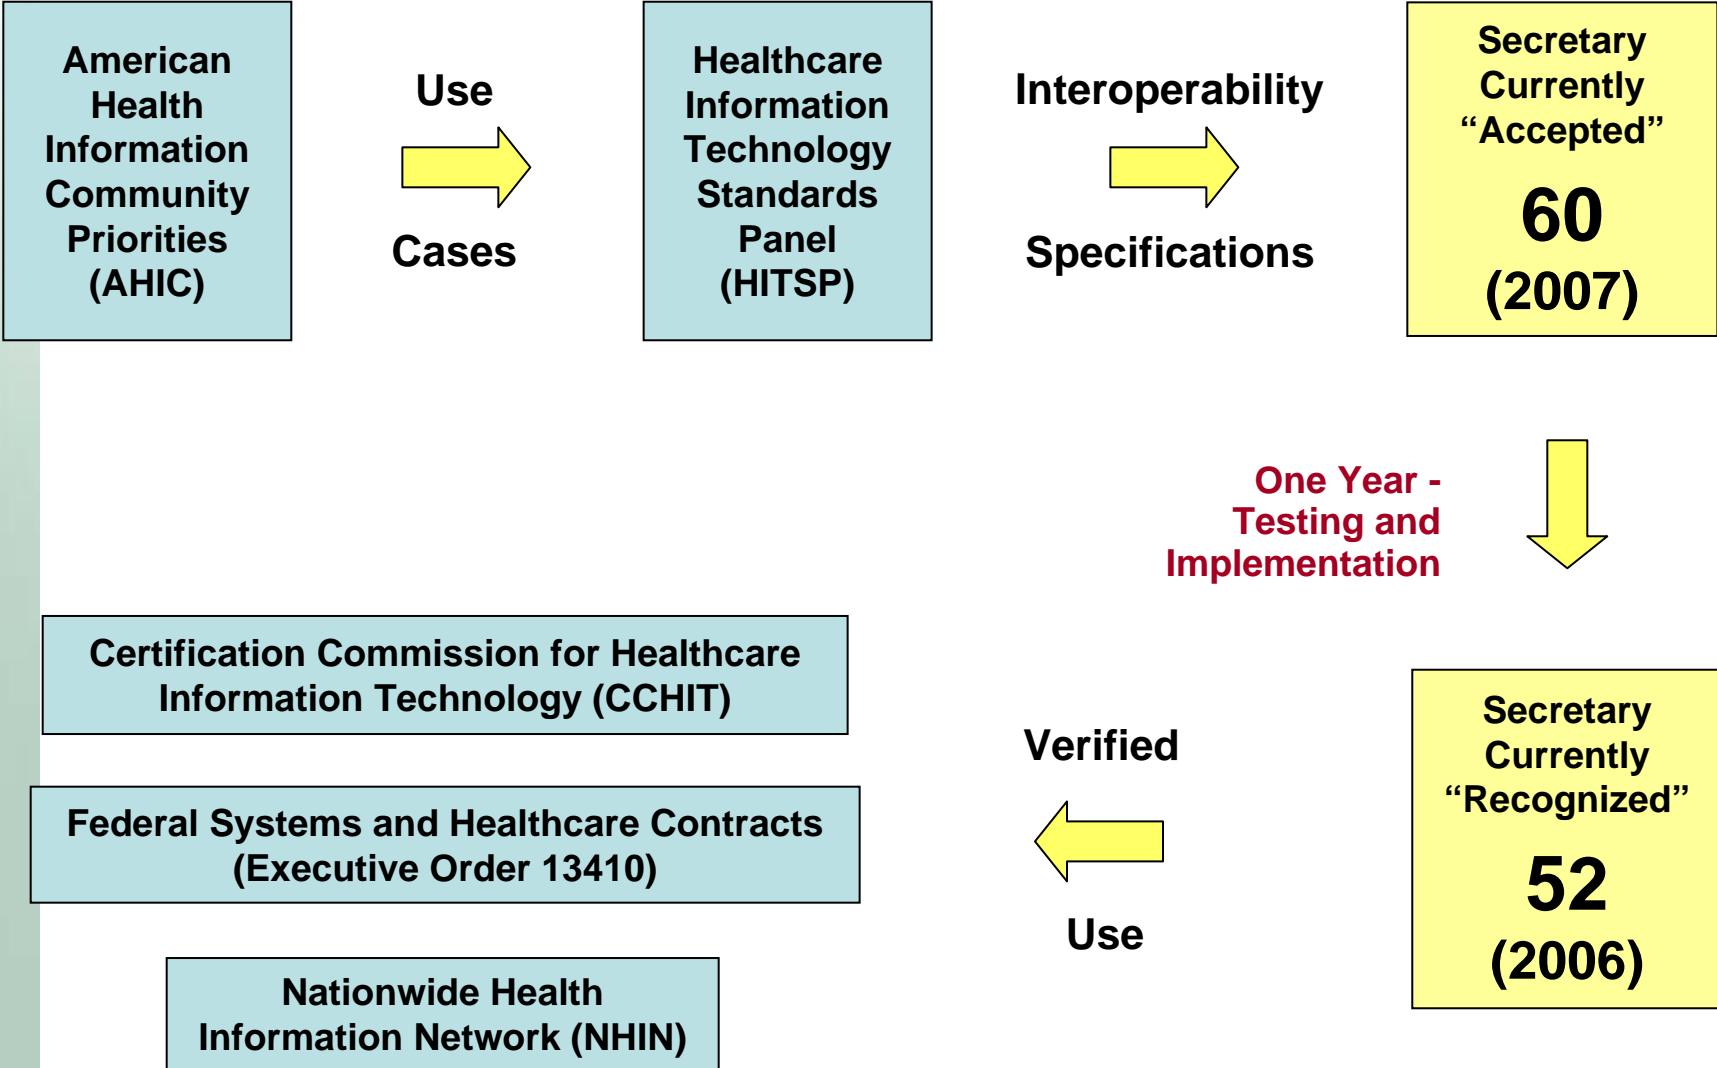 American
Health
Information
Community
Priorities
(AHIC)
Use
Cases
Healthcare
Information
Technology
Standards
Panel
(HITSP)
Interoperability
Specifications
Secretary
Currently
“Accepted”
60
(2007)
One Year -
Testing and
Implementation
Secretary
Currently
“Recognized”
52
(2006)
Verified
Use
Certification Commission for Healthcare
Information Technology (CCHIT)
Federal Systems and Healthcare Contracts
(Executive Order 13410)
Nationwide Health
Information Network (NHIN)